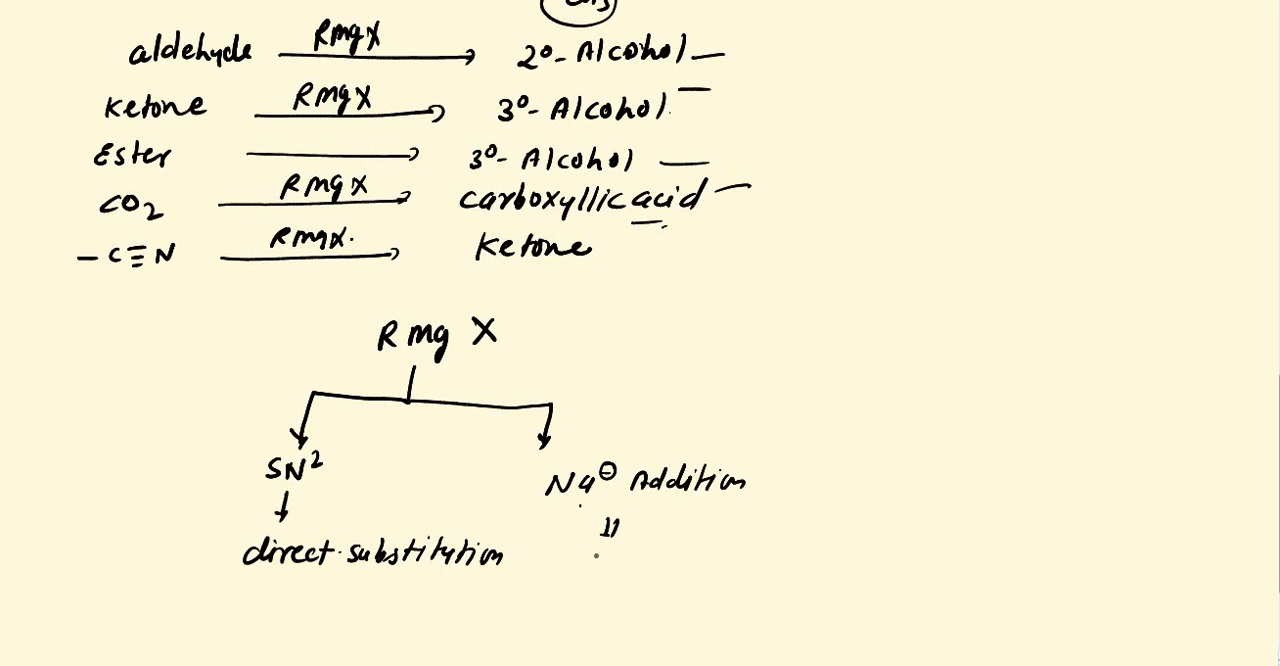 aldehyde RMgX → 2°- Alcohol —
Ketone RMgX → 3°- Alcohol —
Ester → 3°- Alcohol —
CO2 RMgX → carboxyllic acid —
- C≡N RMgX. → Ketone
R Mg X
SN² Nu⊖ Addition
↓ ||
direct substitution